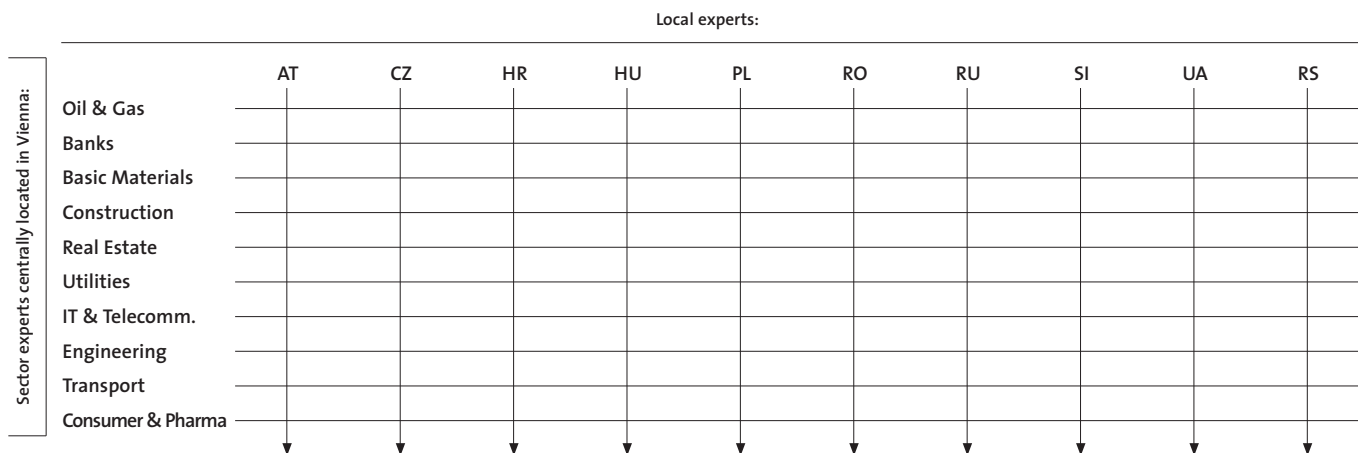 Local experts:
AT CZ HR HU PL RO RU SI UA RS
Sector experts centrally located in Vienna:
Oil & Gas
Banks
Basic Materials
Construction
Real Estate
Utilities
IT & Telecomm.
Engineering
Transport
Consumer & Pharma